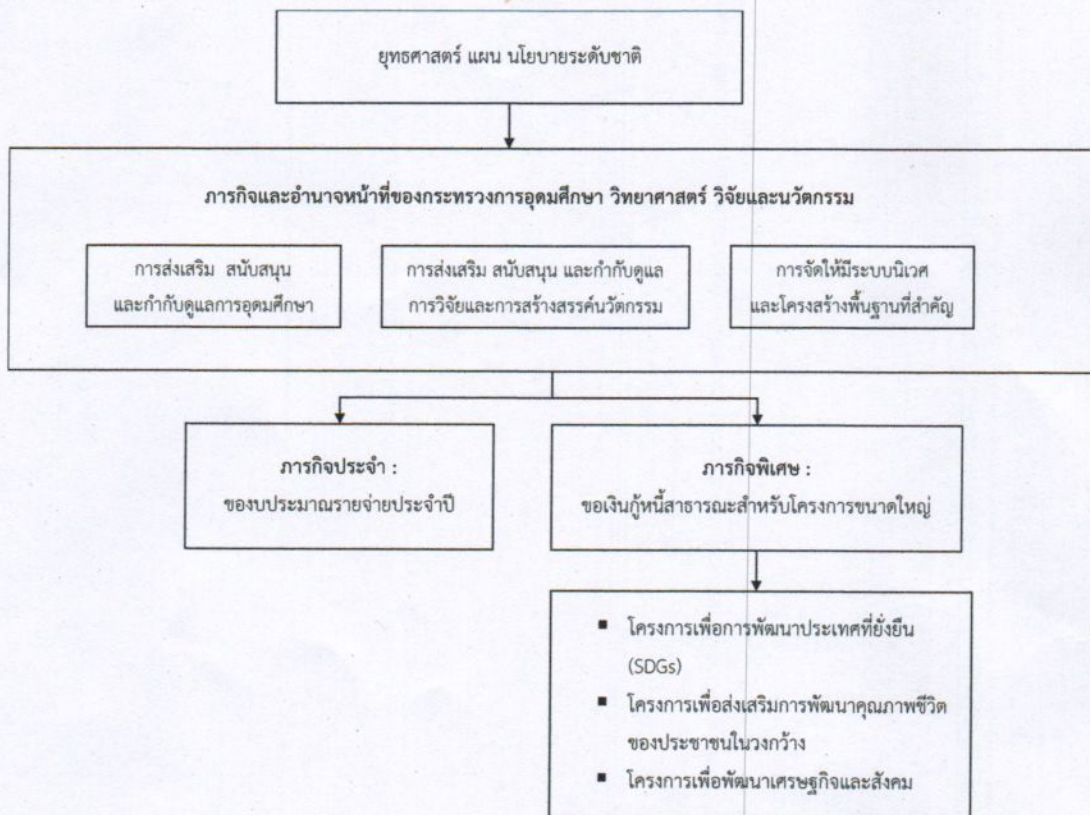 ยุทธศาสตร์ แผน นโยบายระดับชาติ
ภารกิจและอำนาจหน้าที่ของกระทรวงการอุดมศึกษา วิทยาศาสตร์ วิจัยและนวัตกรรม
การส่งเสริม สนับสนุน
และกำกับดูแลการอุดมศึกษา
การส่งเสริม สนับสนุน และกำกับดูแล
การวิจัยและการสร้างสรรค์นวัตกรรม
การจัดให้มีระบบนิเวศ
และโครงสร้างพื้นฐานที่สำคัญ
ภารกิจประจำ :
ของบประมาณรายจ่ายประจำปี
ภารกิจพิเศษ :
ขอเงินกู้หนี้สาธารณะสำหรับโครงการขนาดใหญ่
▪ โครงการเพื่อการพัฒนาประเทศที่ยั่งยืน
(SDGs)
▪ โครงการเพื่อส่งเสริมการพัฒนาคุณภาพชีวิต
ของประชาชนในวงกว้าง
▪ โครงการเพื่อพัฒนาเศรษฐกิจและสังคม